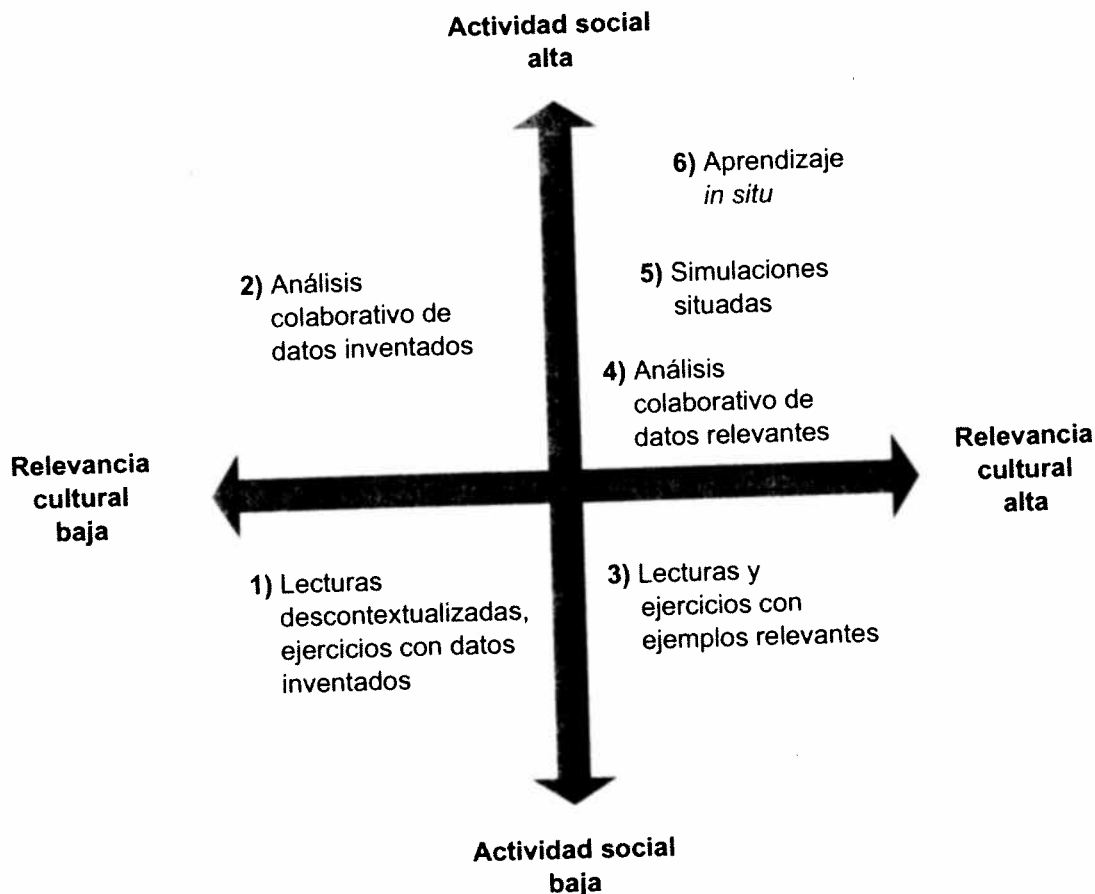 Actividad social
alta
6) Aprendizaje
in situ
2) Análisis
colaborativo de
datos inventados
5) Simulaciones
situadas
4) Análisis
colaborativo de
datos relevantes
Relevancia
cultural
baja
Relevancia
cultural
alta
1) Lecturas
descontextualizadas,
ejercicios con datos
inventados
3) Lecturas y
ejercicios con
ejemplos relevantes
Actividad social
baja